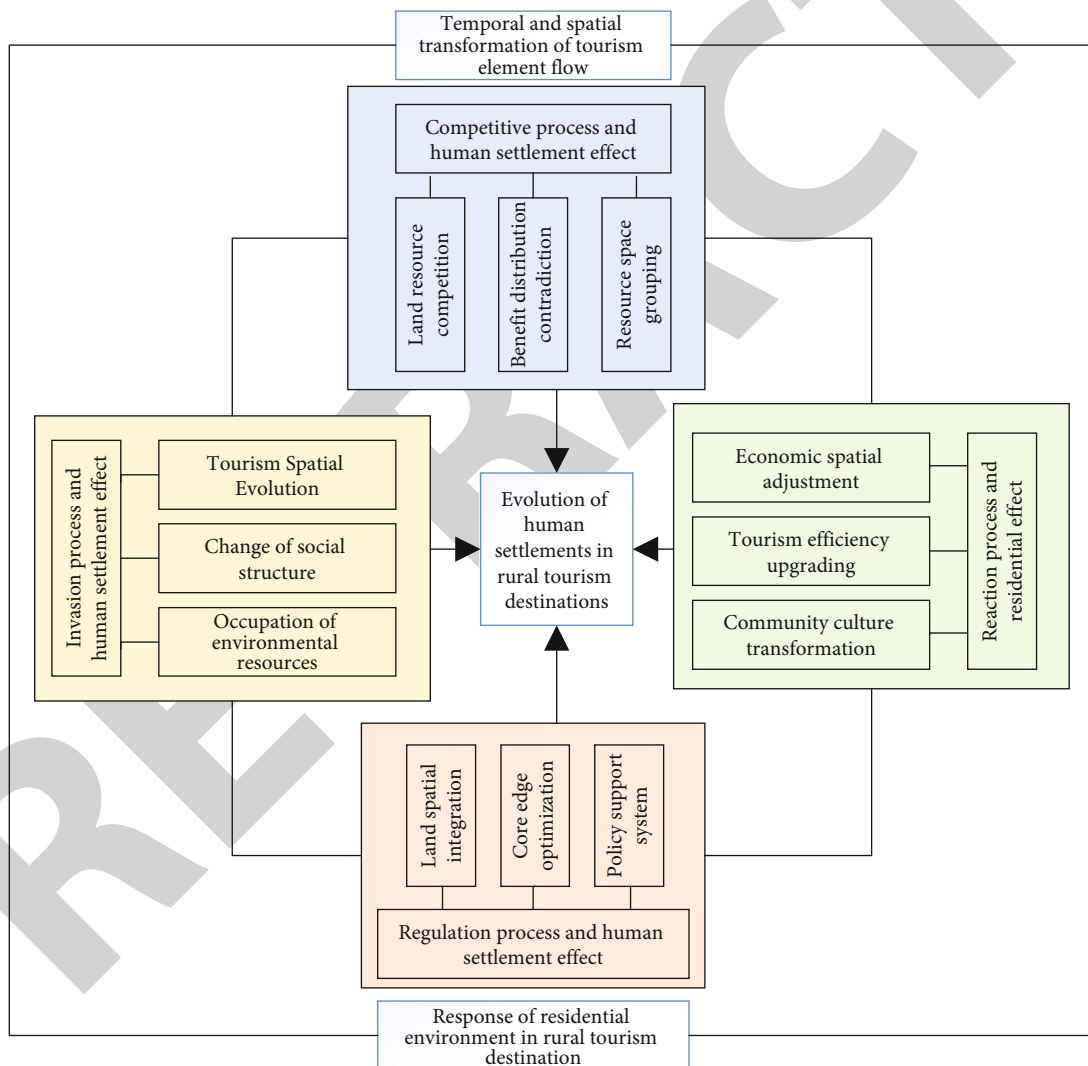 Temporal and spatial
transformation of tourism
element flow
Competitive process and
human settlement effect
Land resource
competition
Benefit distribution
contradiction
Resource space
grouping
Invasion process and
human settlement effect
Tourism Spatial
Evolution
Change of social
structure
Occupation of
environmental
resources
Evolution of
human
settlements in
rural tourism
destinations
Economic spatial
adjustment
Tourism efficiency
upgrading
Community culture
transformation
Reaction process and
residential effect
Land spatial
integration
Core edge
optimization
Policy support
system
Regulation process and human
settlement effect
Response of residential
environment in rural tourism
destination